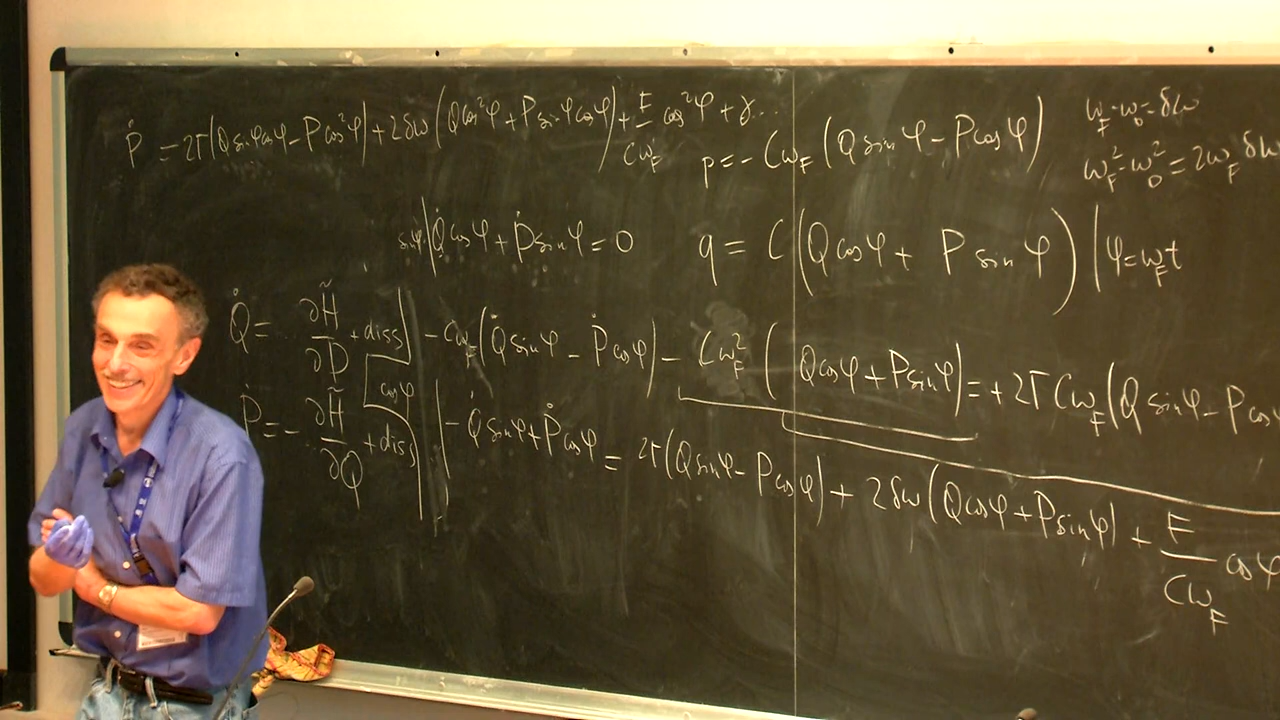 Ṗ = 2Γ(Q sinφ cosφ − P cos²φ) + 2δω(Q cos²φ + P sinφ cosφ) + F/(Cω_F) cos²φ + γ...
p = − Cω_F (Q sin φ − P cos φ)
ω_F − ω_0 = δω
ω_F² − ω_0² = 2ω_F δω
sinφ· | Q̇ cos φ + Ṗ sin φ = 0
q = C (Q cos φ + P sin φ) | φ = ω_F t
Q̇ = ∂H̃/∂P + diss
− Cω_F (Q̇ sin φ − Ṗ cos φ) − Cω_F² (Q cos φ + P sin φ) = + 2Γ Cω_F (Q sin φ − P cos
cos φ
Ṗ = − ∂H̃/∂Q + diss
− Q̇ sin φ + Ṗ cos φ = 2Γ(Q sin φ − P cos φ) + 2δω (Q cos φ + P sin φ) + F/(Cω_F) cos φ